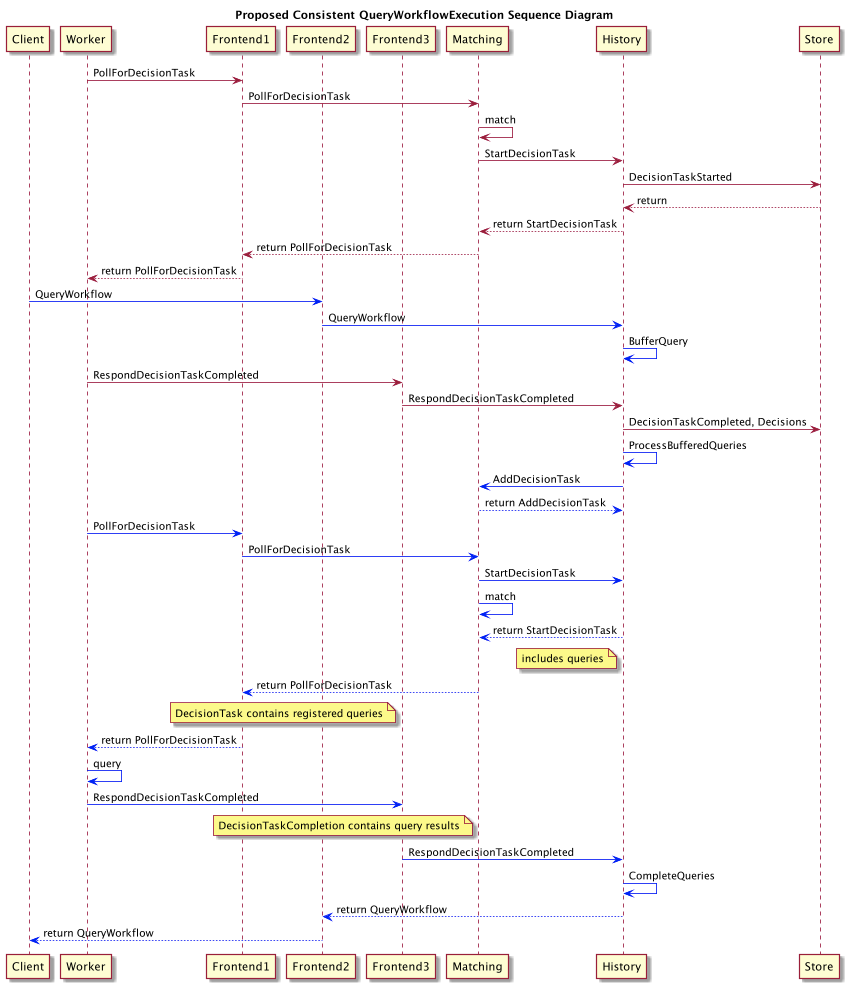 Proposed Consistent QueryWorkflowExecution Sequence Diagram
Client Worker Frontend1 Frontend2 Frontend3 Matching History Store
PollForDecisionTask
PollForDecisionTask
match
StartDecisionTask
DecisionTaskStarted
return
return StartDecisionTask
return PollForDecisionTask
return PollForDecisionTask
QueryWorkflow
QueryWorkflow
BufferQuery
RespondDecisionTaskCompleted
RespondDecisionTaskCompleted
DecisionTaskCompleted, Decisions
ProcessBufferedQueries
AddDecisionTask
return AddDecisionTask
PollForDecisionTask
PollForDecisionTask
StartDecisionTask
match
return StartDecisionTask
includes queries
return PollForDecisionTask
DecisionTask contains registered queries
return PollForDecisionTask
query
RespondDecisionTaskCompleted
DecisionTaskCompletion contains query results
RespondDecisionTaskCompleted
CompleteQueries
return QueryWorkflow
return QueryWorkflow
Client Worker Frontend1 Frontend2 Frontend3 Matching History Store